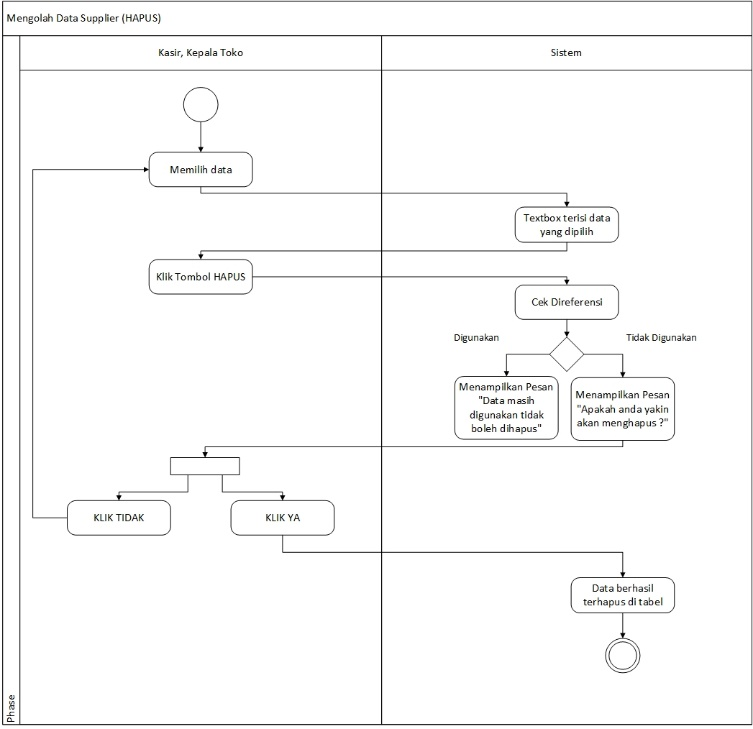 Mengolah Data Supplier (HAPUS)
Kasir, Kepala Toko
Sistem
Memilih data
Textbox terisi data
yang dipilih
Klik Tombol HAPUS
Cek Direferensi
Digunakan
Tidak Digunakan
Menampilkan Pesan
"Data masih
digunakan tidak
boleh dihapus"
Menampilkan Pesan
"Apakah anda yakin
akan menghapus ?"
KLIK TIDAK
KLIK YA
Data berhasil
terhapus di tabel
Phase